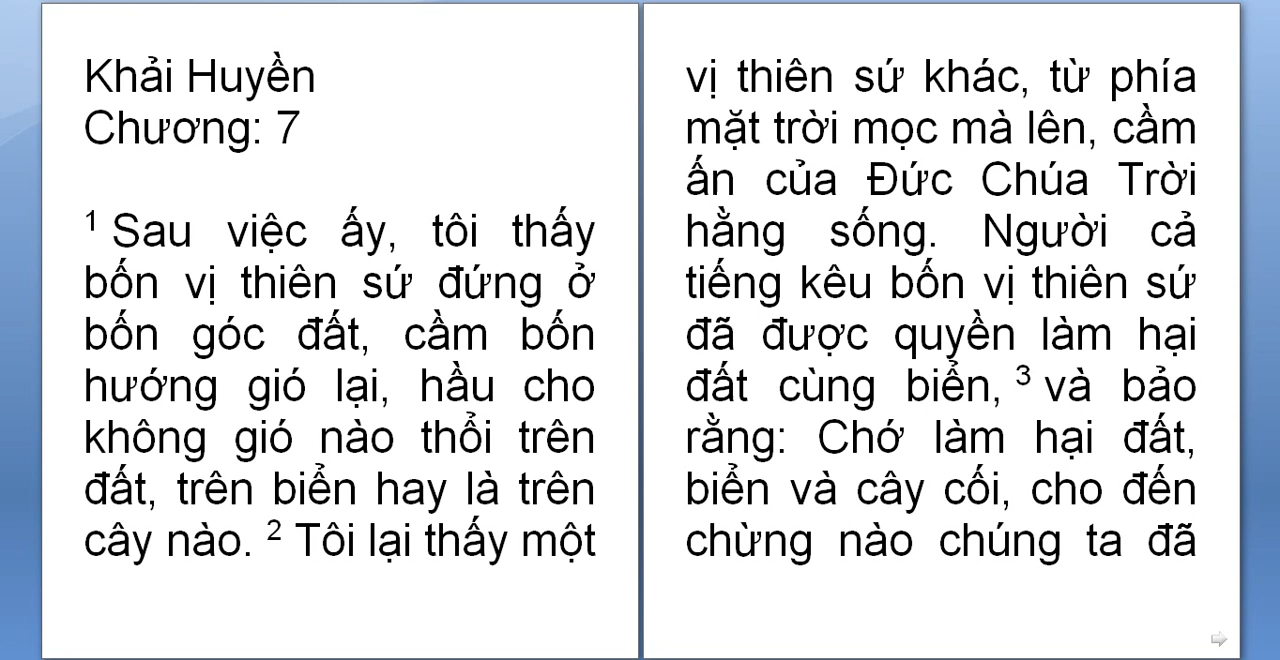 Khải Huyền
Chương: 7
1 Sau việc ấy, tôi thấy
bốn vị thiên sứ đứng ở
bốn góc đất, cầm bốn
hướng gió lại, hầu cho
không gió nào thổi trên
đất, trên biển hay là trên
cây nào. 2 Tôi lại thấy một
vị thiên sứ khác, từ phía
mặt trời mọc mà lên, cầm
ấn của Đức Chúa Trời
hằng sống. Người cả
tiếng kêu bốn vị thiên sứ
đã được quyền làm hại
đất cùng biển, 3 và bảo
rằng: Chớ làm hại đất,
biển và cây cối, cho đến
chừng nào chúng ta đã